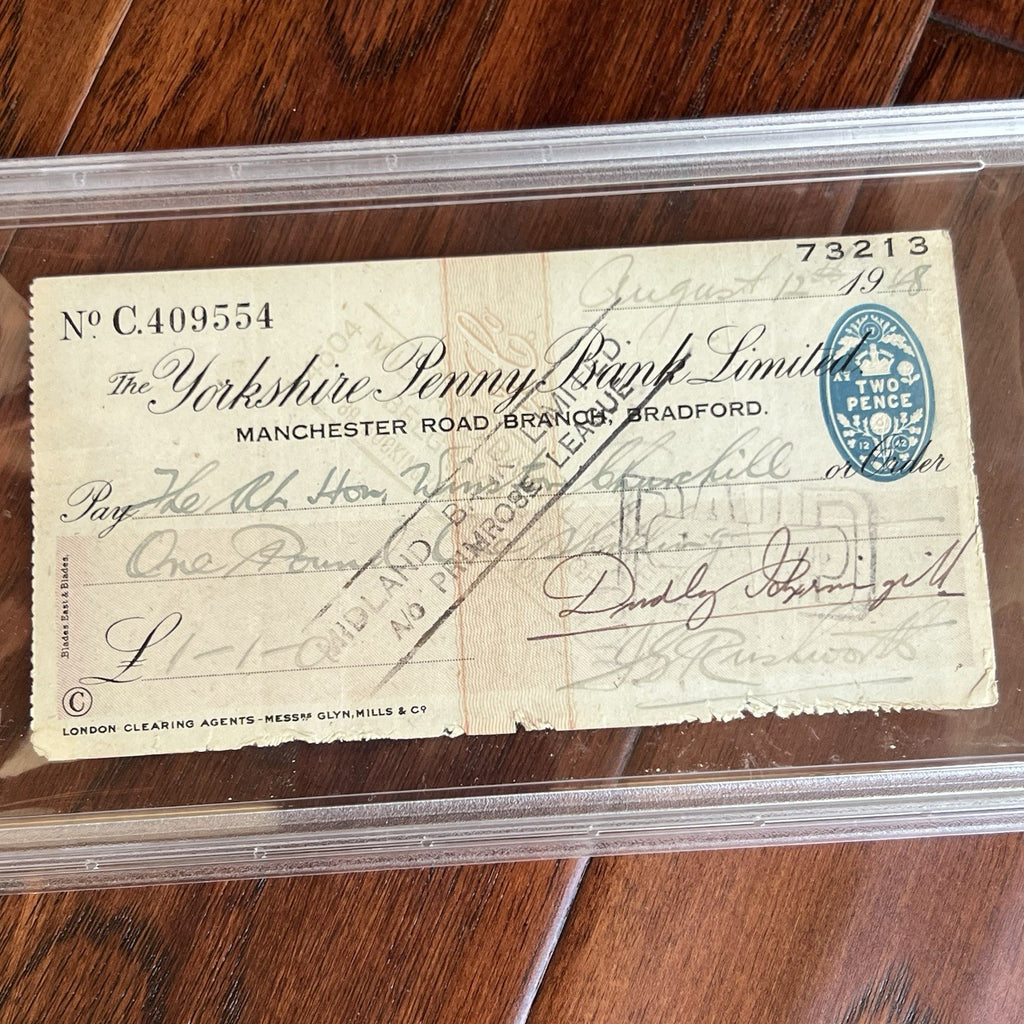 73213
August 12th 1948
No C.409554
The Yorkshire Penny Bank Limited.
MANCHESTER ROAD BRANCH, BRADFORD.
TWO
PENCE
Pay The Rt Hon, Winston Churchill or Order
One Pound One Shilling
PAID
MIDLAND BANK LIMITED
A/C PRIMROSE LEAGUE
Dudley
£ 1-1-0
J Rushworth
Blades, East & Blades.
C
LONDON CLEARING AGENTS-MESSRS GLYN, MILLS & CO